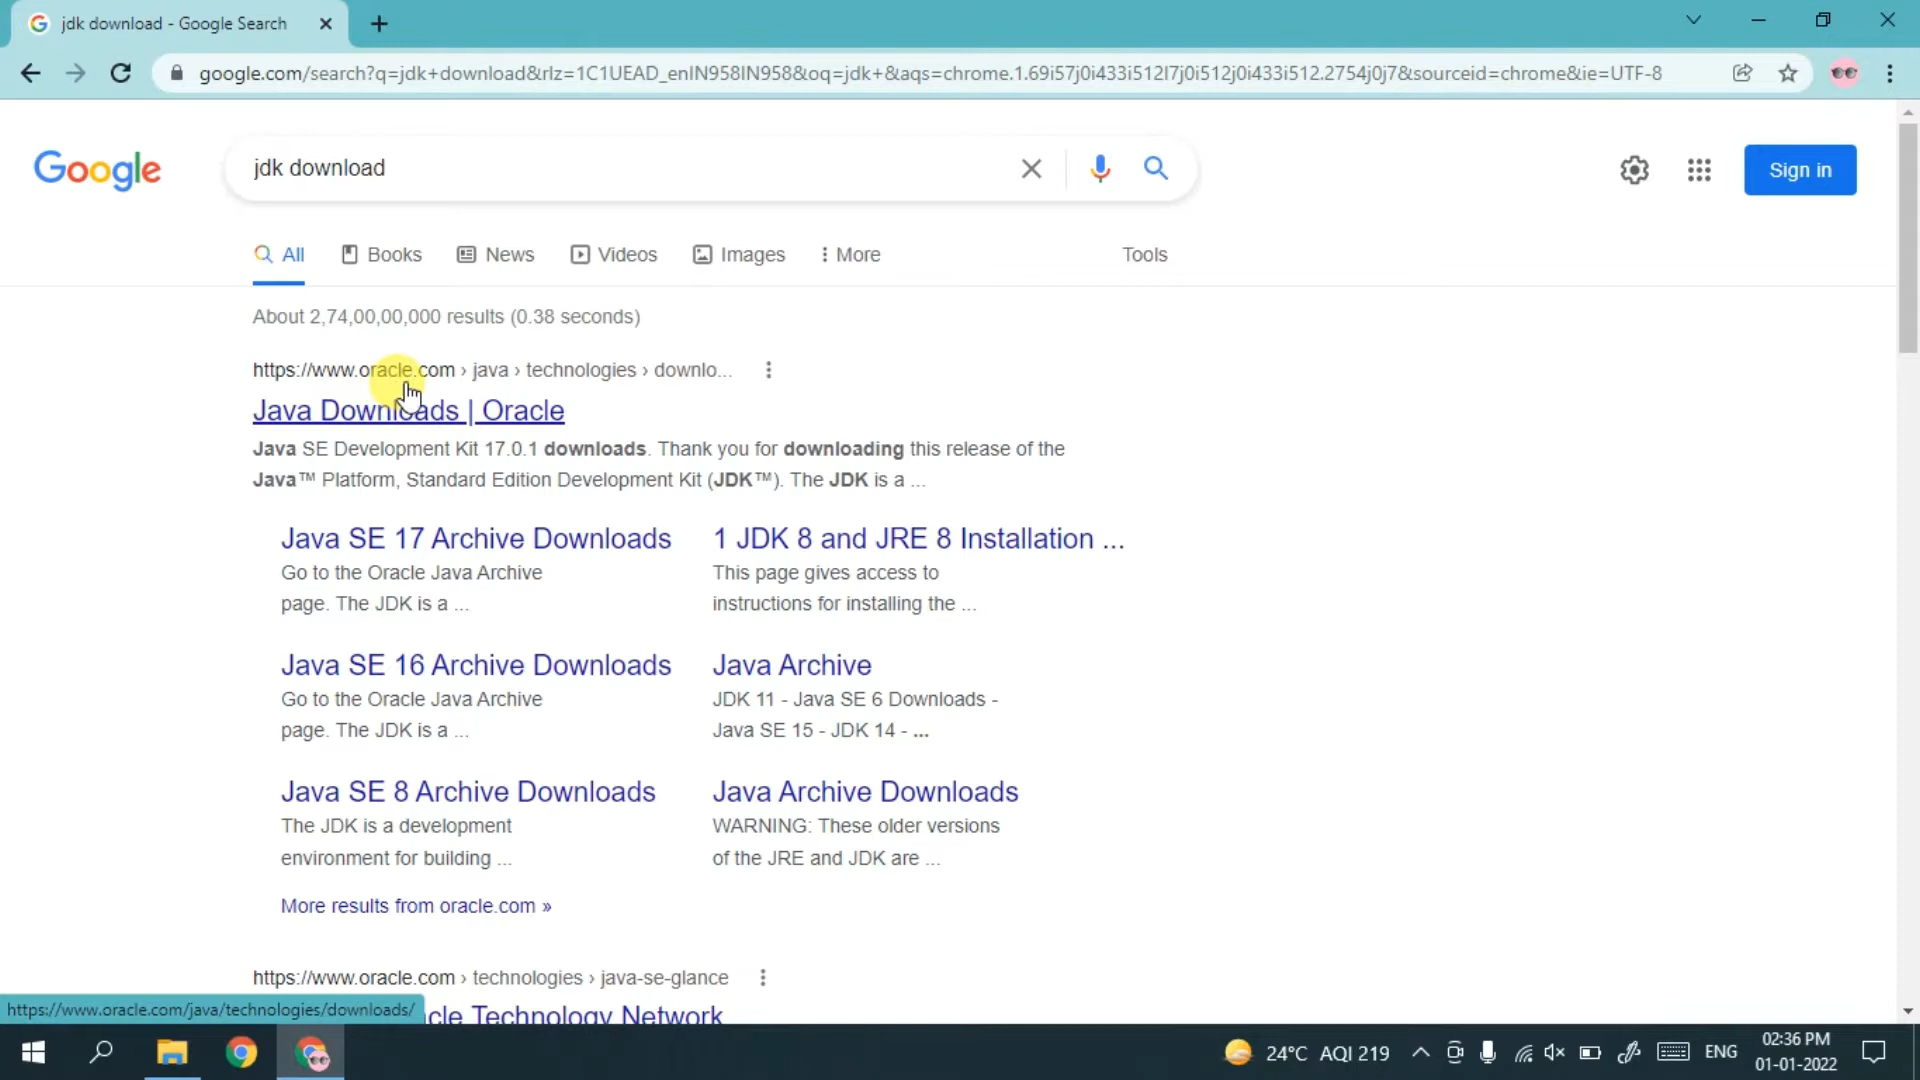 jdk download - Google Search
google.com/search?q=jdk+download&rlz=1C1UEAD_enIN958IN958&oq=jdk+&aqs=chrome.1.69i57j0i433i512l7j0i512j0i433i512.2754j0j7&sourceid=chrome&ie=UTF-8
Google
jdk download
Sign in
All Books News Videos Images More Tools
About 2,74,00,00,000 results (0.38 seconds)
https://www.oracle.com › java › technologies › downlo...
Java Downloads | Oracle
Java SE Development Kit 17.0.1 downloads. Thank you for downloading this release of the
Java™ Platform, Standard Edition Development Kit (JDK™). The JDK is a ...
Java SE 17 Archive Downloads
Go to the Oracle Java Archive
page. The JDK is a ...
1 JDK 8 and JRE 8 Installation ...
This page gives access to
instructions for installing the ...
Java SE 16 Archive Downloads
Go to the Oracle Java Archive
page. The JDK is a ...
Java Archive
JDK 11 - Java SE 6 Downloads -
Java SE 15 - JDK 14 - ...
Java SE 8 Archive Downloads
The JDK is a development
environment for building ...
Java Archive Downloads
WARNING: These older versions
of the JRE and JDK are ...
More results from oracle.com »
https://www.oracle.com › technologies › java-se-glance
cle Technology Network
https://www.oracle.com/java/technologies/downloads/
24°C AQI 219
ENG
02:36 PM
01-01-2022